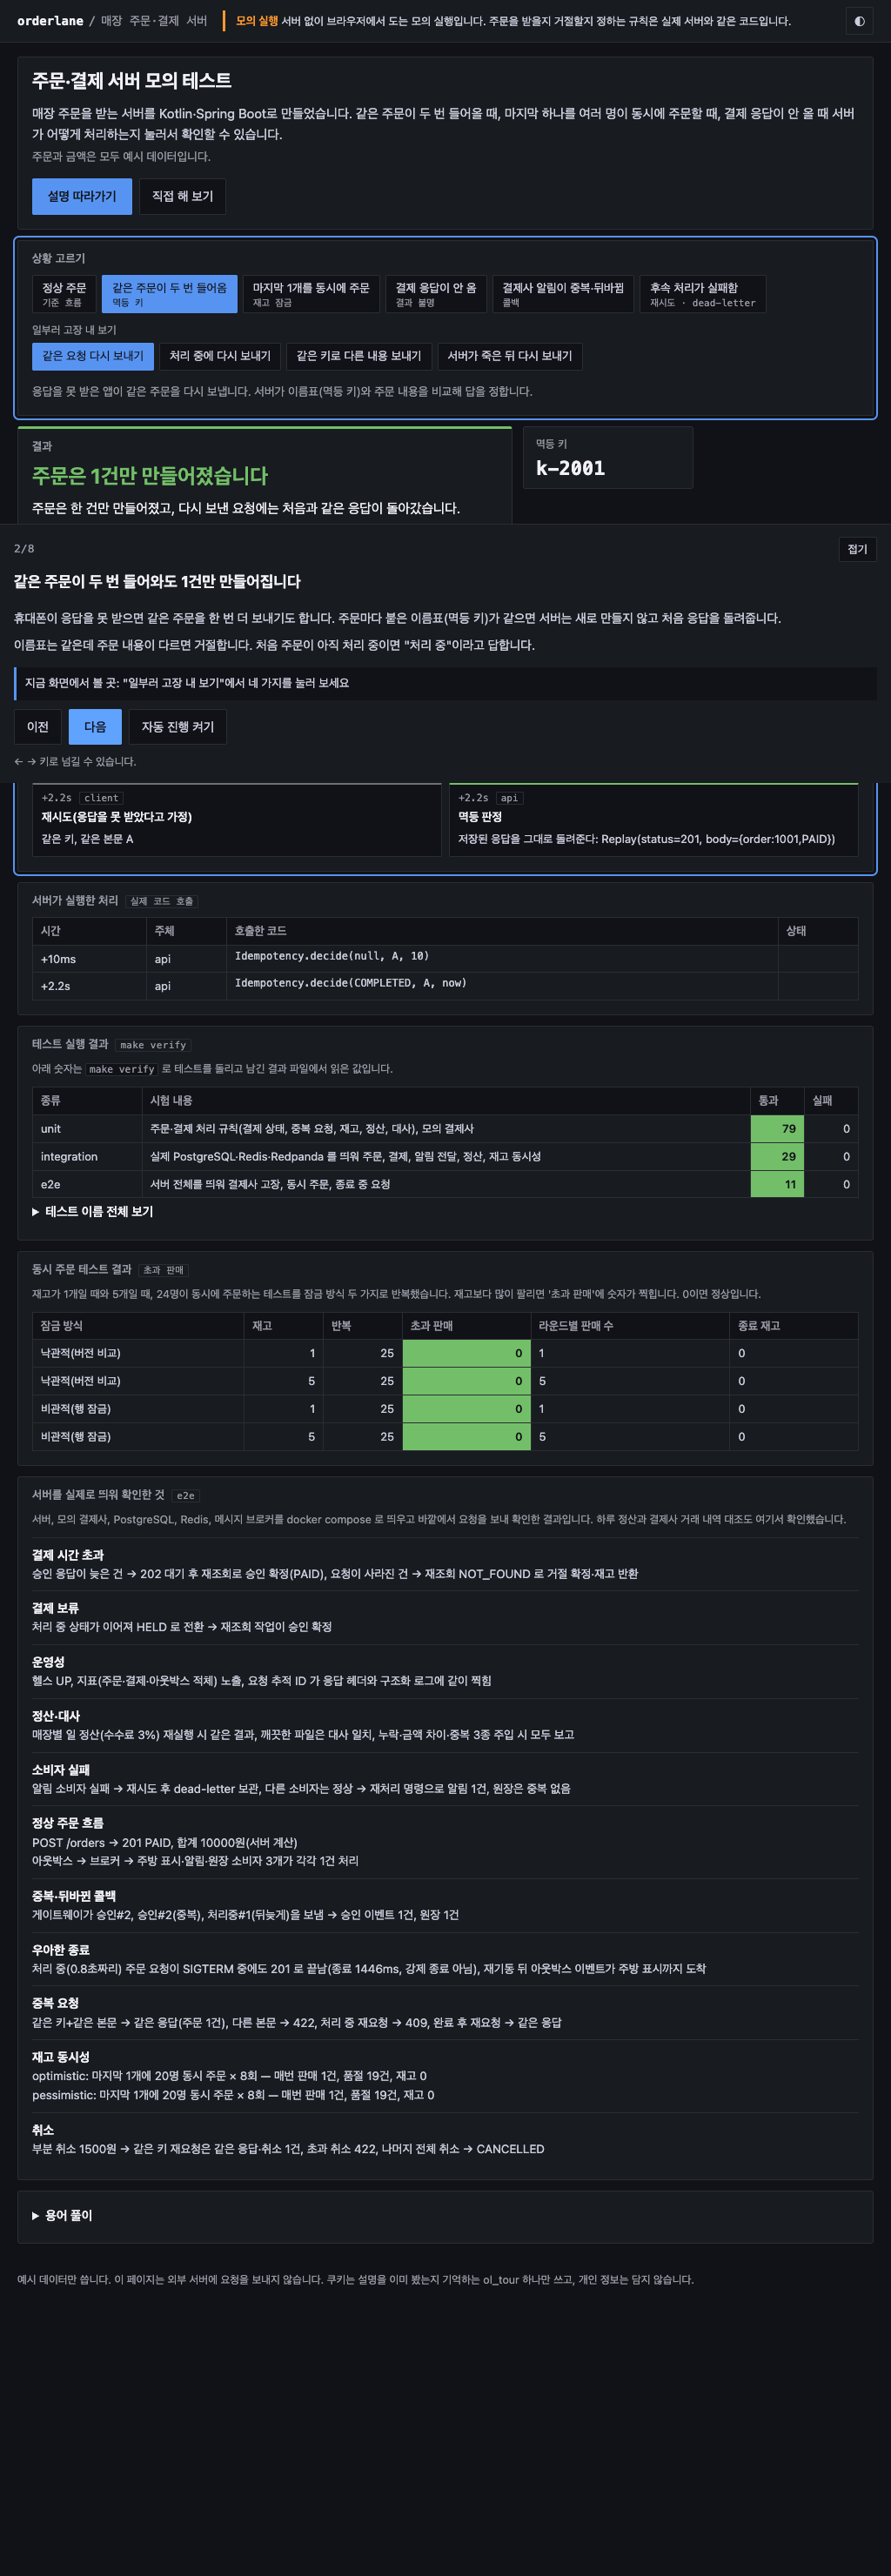 orderlane / 매장 주문·결제 서버
모의 실행 서버 없이 브라우저에서 도는 모의 실행입니다. 주문을 받을지 거절할지 정하는 규칙은 실제 서버와 같은 코드입니다.
주문·결제 서버 모의 테스트
매장 주문을 받는 서버를 Kotlin·Spring Boot로 만들었습니다. 같은 주문이 두 번 들어올 때, 마지막 하나를 여러 명이 동시에 주문할 때, 결제 응답이 안 올 때 서버
가 어떻게 처리하는지 눌러서 확인할 수 있습니다.
주문과 금액은 모두 예시 데이터입니다.
설명 따라가기
직접 해 보기
상황 고르기
정상 주문
기준 흐름
같은 주문이 두 번 들어옴
멱등 키
마지막 1개를 동시에 주문
재고 잠금
결제 응답이 안 옴
결과 불명
결제사 알림이 중복·뒤바뀜
콜백
후속 처리가 실패함
재시도 · dead-letter
일부러 고장 내 보기
같은 요청 다시 보내기
처리 중에 다시 보내기
같은 키로 다른 내용 보내기
서버가 죽은 뒤 다시 보내기
응답을 못 받은 앱이 같은 주문을 다시 보냅니다. 서버가 이름표(멱등 키)와 주문 내용을 비교해 답을 정합니다.
결과
주문은 1건만 만들어졌습니다
주문은 한 건만 만들어졌고, 다시 보낸 요청에는 처음과 같은 응답이 돌아갔습니다.
멱등 키
k-2001
2/8
접기
같은 주문이 두 번 들어와도 1건만 만들어집니다
휴대폰이 응답을 못 받으면 같은 주문을 한 번 더 보내기도 합니다. 주문마다 붙은 이름표(멱등 키)가 같으면 서버는 새로 만들지 않고 처음 응답을 돌려줍니다.
이름표는 같은데 주문 내용이 다르면 거절합니다. 처음 주문이 아직 처리 중이면 "처리 중"이라고 답합니다.
지금 화면에서 볼 곳: "일부러 고장 내 보기"에서 네 가지를 눌러 보세요
이전
다음
자동 진행 켜기
← → 키로 넘길 수 있습니다.
+2.2s client
재시도(응답을 못 받았다고 가정)
같은 키, 같은 본문 A
+2.2s api
멱등 판정
저장된 응답을 그대로 돌려준다: Replay(status=201, body={order:1001,PAID})
서버가 실행한 처리 실제 코드 호출
시간 주체 호출한 코드 상태
+10ms api Idempotency.decide(null, A, 10)
+2.2s api Idempotency.decide(COMPLETED, A, now)
테스트 실행 결과 make verify
아래 숫자는 make verify 로 테스트를 돌리고 남긴 결과 파일에서 읽은 값입니다.
종류 시험 내용 통과 실패
unit 주문·결제 처리 규칙(결제 상태, 중복 요청, 재고, 정산, 대사), 모의 결제사 79 0
integration 실제 PostgreSQL·Redis·Redpanda 를 띄워 주문, 결제, 알림 전달, 정산, 재고 동시성 29 0
e2e 서버 전체를 띄워 결제사 고장, 동시 주문, 종료 중 요청 11 0
▶ 테스트 이름 전체 보기
동시 주문 테스트 결과 초과 판매
재고가 1개일 때와 5개일 때, 24명이 동시에 주문하는 테스트를 잠금 방식 두 가지로 반복했습니다. 재고보다 많이 팔리면 '초과 판매'에 숫자가 찍힙니다. 0이면 정상입니다.
잠금 방식 재고 반복 초과 판매 라운드별 판매 수 종료 재고
낙관적(버전 비교) 1 25 0 1 0
낙관적(버전 비교) 5 25 0 5 0
비관적(행 잠금) 1 25 0 1 0
비관적(행 잠금) 5 25 0 5 0
서버를 실제로 띄워 확인한 것 e2e
서버, 모의 결제사, PostgreSQL, Redis, 메시지 브로커를 docker compose 로 띄우고 바깥에서 요청을 보내 확인한 결과입니다. 하루 정산과 결제사 거래 내역 대조도 여기서 확인했습니다.
결제 시간 초과
승인 응답이 늦은 건 → 202 대기 후 재조회로 승인 확정(PAID), 요청이 사라진 건 → 재조회 NOT_FOUND 로 거절 확정·재고 반환
결제 보류
처리 중 상태가 이어져 HELD 로 전환 → 재조회 작업이 승인 확정
운영성
헬스 UP, 지표(주문·결제·아웃박스 적체) 노출, 요청 추적 ID 가 응답 헤더와 구조화 로그에 같이 찍힘
정산·대사
매장별 일 정산(수수료 3%) 재실행 시 같은 결과, 깨끗한 파일은 대사 일치, 누락·금액 차이·중복 3종 주입 시 모두 보고
소비자 실패
알림 소비자 실패 → 재시도 후 dead-letter 보관, 다른 소비자는 정상 → 재처리 명령으로 알림 1건, 원장은 중복 없음
정상 주문 흐름
POST /orders → 201 PAID, 합계 10000원(서버 계산)
아웃박스 → 브로커 → 주방 표시·알림·원장 소비자 3개가 각각 1건 처리
중복·뒤바뀐 콜백
게이트웨이가 승인#2, 승인#2(중복), 처리중#1(뒤늦게)을 보냄 → 승인 이벤트 1건, 원장 1건
우아한 종료
처리 중(0.8초짜리) 주문 요청이 SIGTERM 중에도 201 로 끝남(종료 1446ms, 강제 종료 아님), 재기동 뒤 아웃박스 이벤트가 주방 표시까지 도착
중복 요청
같은 키+같은 본문 → 같은 응답(주문 1건), 다른 본문 → 422, 처리 중 재요청 → 409, 완료 후 재요청 → 같은 응답
재고 동시성
optimistic: 마지막 1개에 20명 동시 주문 × 8회 — 매번 판매 1건, 품절 19건, 재고 0
pessimistic: 마지막 1개에 20명 동시 주문 × 8회 — 매번 판매 1건, 품절 19건, 재고 0
취소
부분 취소 1500원 → 같은 키 재요청은 같은 응답·취소 1건, 초과 취소 422, 나머지 전체 취소 → CANCELLED
▶ 용어 풀이
예시 데이터만 씁니다. 이 페이지는 외부 서버에 요청을 보내지 않습니다. 쿠키는 설명을 이미 봤는지 기억하는 ol_tour 하나만 쓰고, 개인 정보는 담지 않습니다.